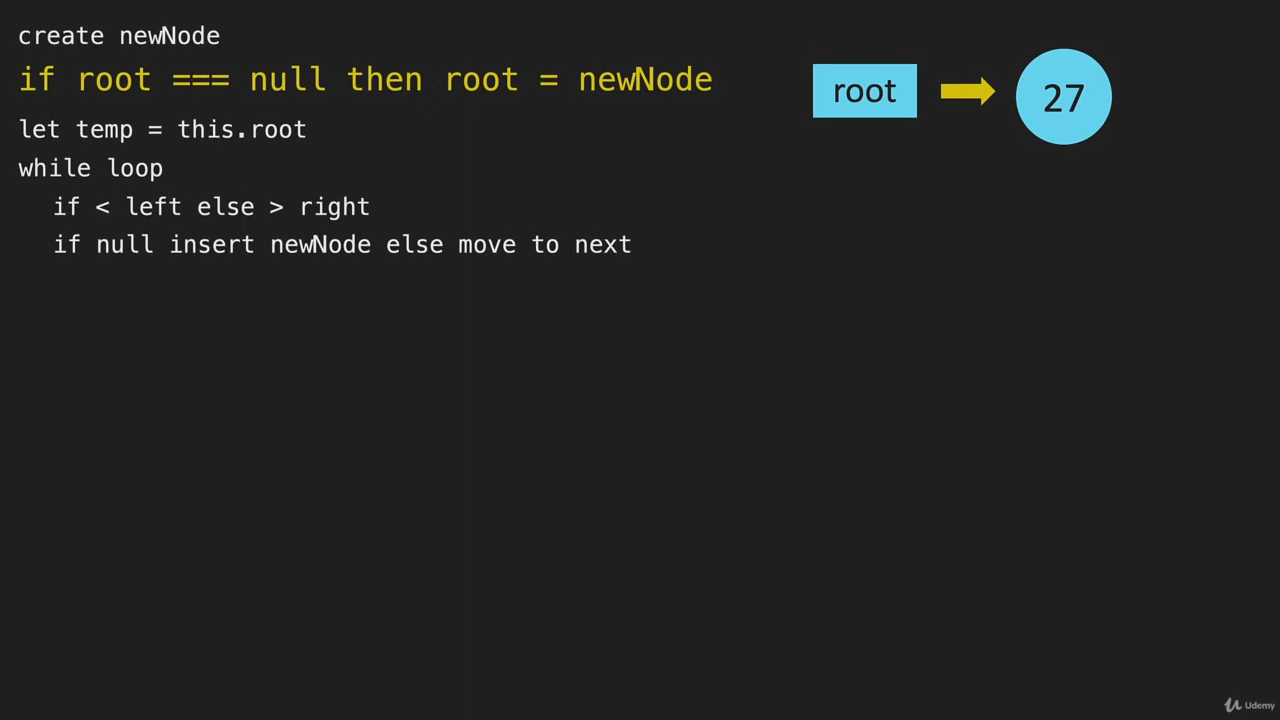 create newNode
if root === null then root = newNode
root
27
let temp = this.root
while loop
if < left else > right
if null insert newNode else move to next
Udemy